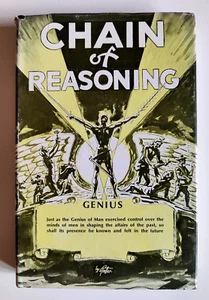 CHAIN
of
REASONING
GENIUS
Just as the Genius of Man exercised control over the
minds of men in shaping the affairs of the past, so
shall its presence be known and felt in the future
by